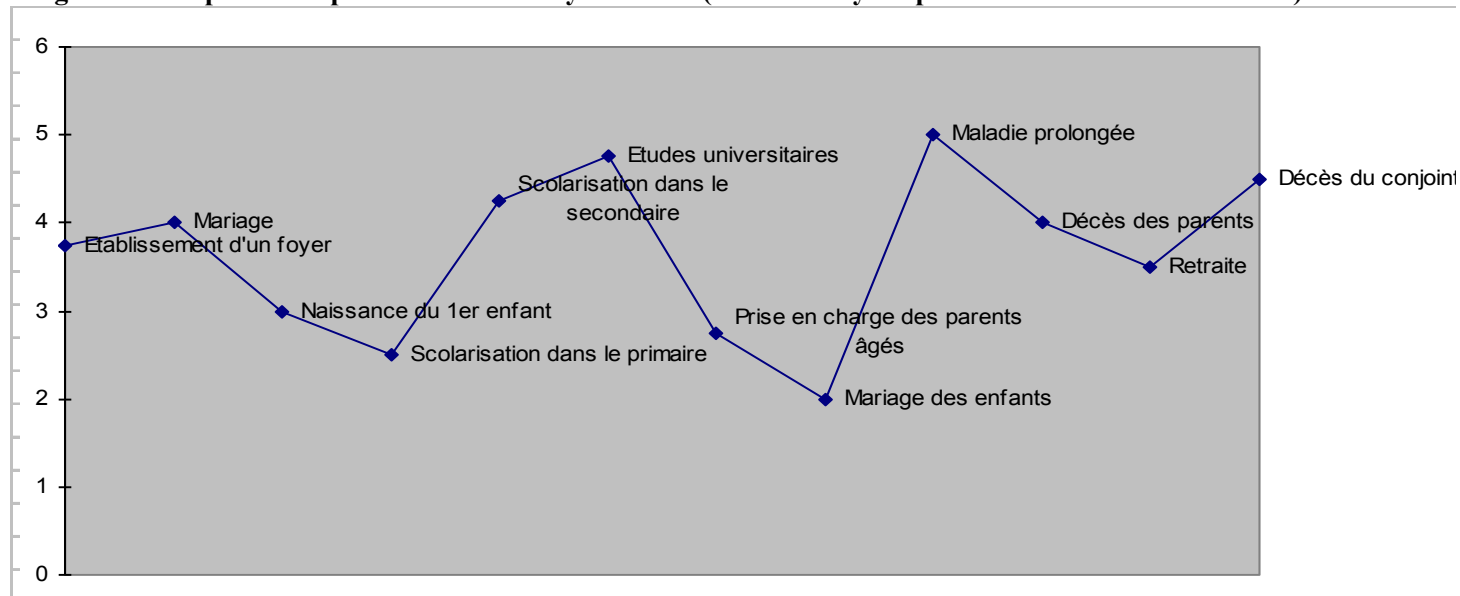 6
5
4
3
2
1
0
Etablissement d'un foyer
Mariage
Naissance du 1er enfant
Scolarisation dans le primaire
Scolarisation dans le
secondaire
Etudes universitaires
Prise en charge des parents
âgés
Mariage des enfants
Maladie prolongée
Décès des parents
Retraite
Décès du conjoint